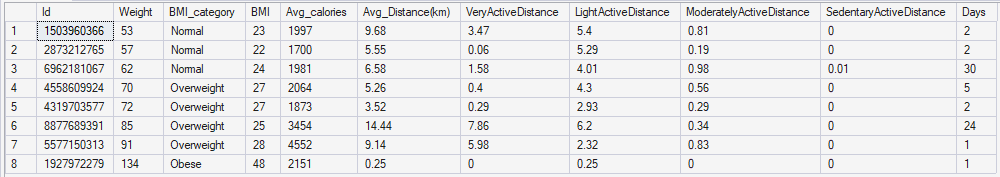 Id Weight BMI_category BMI Avg_calories Avg_Distance(km) VeryActiveDistance LightActiveDistance ModeratelyActiveDistance SedentaryActiveDistance Days
1 1503960366 53 Normal 23 1997 9.68 3.47 5.4 0.81 0 2
2 2873212765 57 Normal 22 1700 5.55 0.06 5.29 0.19 0 2
3 6962181067 62 Normal 24 1981 6.58 1.58 4.01 0.98 0.01 30
4 4558609924 70 Overweight 27 2064 5.26 0.4 4.3 0.56 0 5
5 4319703577 72 Overweight 27 1873 3.52 0.29 2.93 0.29 0 2
6 8877689391 85 Overweight 25 3454 14.44 7.86 6.2 0.34 0 24
7 5577150313 91 Overweight 28 4552 9.14 5.98 2.32 0.83 0 1
8 1927972279 134 Obese 48 2151 0.25 0 0.25 0 0 1